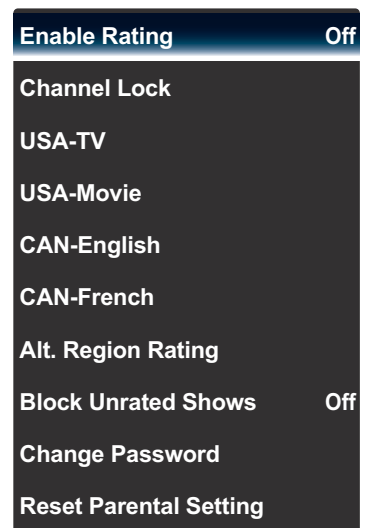 Enable Rating Off
Channel Lock
USA-TV
USA-Movie
CAN-English
CAN-French
Alt. Region Rating
Block Unrated Shows Off
Change Password
Reset Parental Setting